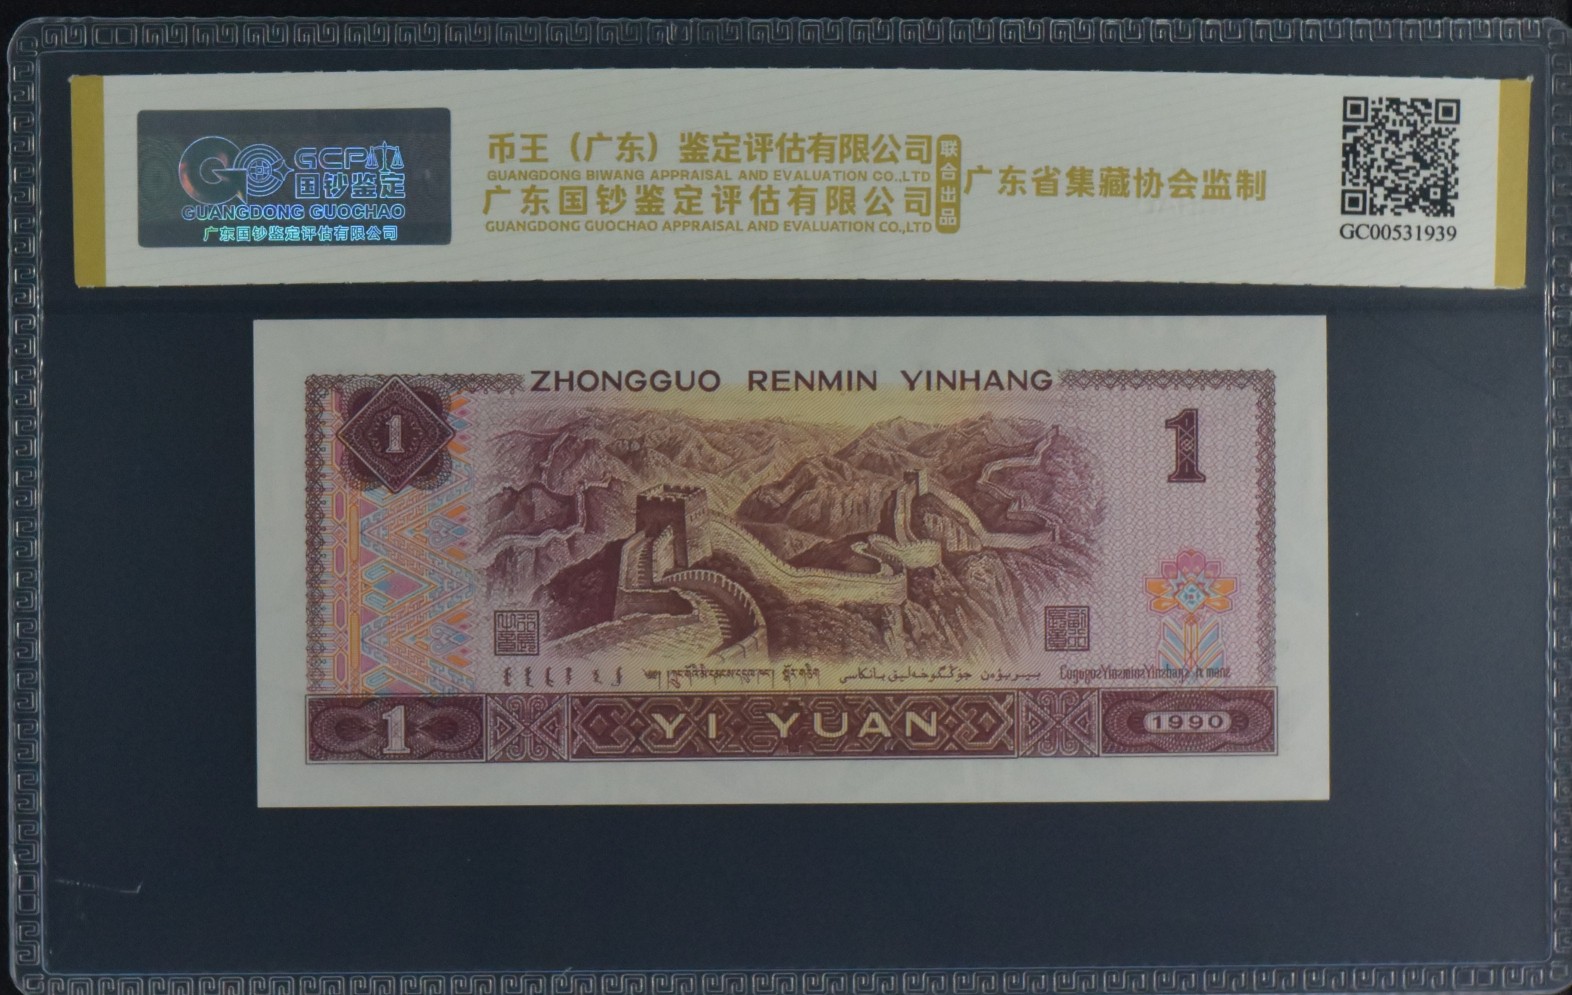 GCP
国钞鉴定
GUANGDONG GUOCHAO
广东国钞鉴定评估有限公司
币王（广东）鉴定评估有限公司
GUANGDONG BIWANG APPRAISAL AND EVALUATION CO.,LTD
广东国钞鉴定评估有限公司
GUANGDONG GUOCHAO APPRAISAL AND EVALUATION CO.,LTD
联合出品
广东省集藏协会监制
GC00531939
ZHONGGUO RENMIN YINHANG
1
1
1
YI YUAN
1990